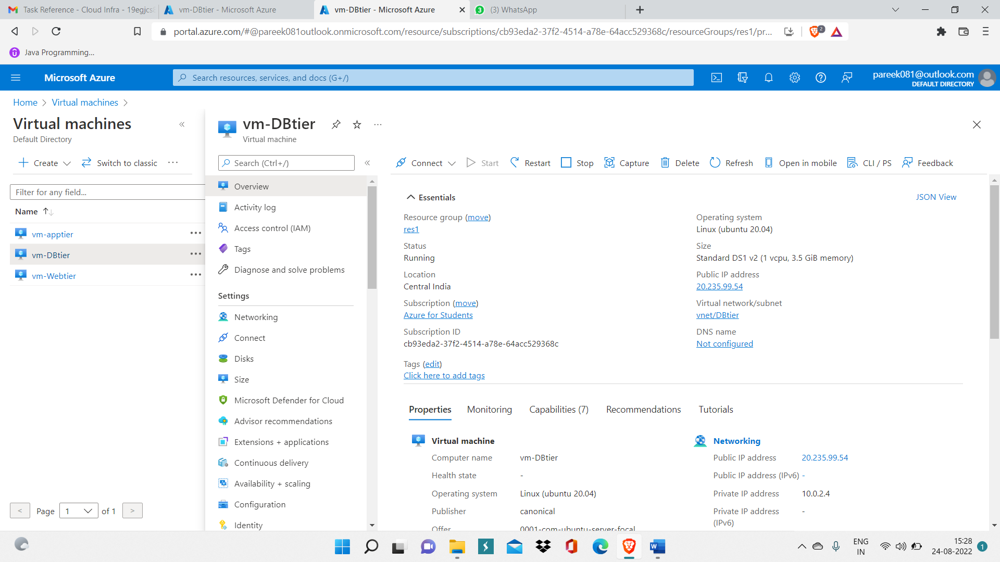 Task Reference - Cloud Infra - 19egjcs
vm-DBtier - Microsoft Azure
vm-DBtier - Microsoft Azure
(3) WhatsApp
portal.azure.com/#@pareek081outlook.onmicrosoft.com/resource/subscriptions/cb93eda2-37f2-4514-a78e-64acc529368c/resourceGroups/res1/pr...
2
Java Programming...
Microsoft Azure
Search resources, services, and docs (G+/)
pareek081@outlook.com
DEFAULT DIRECTORY
Home
Virtual machines
Virtual machines
Default Directory
Create
Switch to classic
Filter for any field...
Name
vm-apptier
vm-DBtier
vm-Webtier
< Page 1 of 1 >
vm-DBtier
Virtual machine
Search (Ctrl+/)
Overview
Activity log
Access control (IAM)
Tags
Diagnose and solve problems
Settings
Networking
Connect
Disks
Size
Microsoft Defender for Cloud
Advisor recommendations
Extensions + applications
Continuous delivery
Availability + scaling
Configuration
Identity
Connect Start Restart Stop Capture Delete Refresh Open in mobile CLI / PS Feedback
Essentials
JSON View
Resource group (move)
res1
Status
Running
Location
Central India
Subscription (move)
Azure for Students
Subscription ID
cb93eda2-37f2-4514-a78e-64acc529368c
Tags (edit)
Click here to add tags
Operating system
Linux (ubuntu 20.04)
Size
Standard DS1 v2 (1 vcpu, 3.5 GiB memory)
Public IP address
20.235.99.54
Virtual network/subnet
vnet/DBtier
DNS name
Not configured
Properties Monitoring Capabilities (7) Recommendations Tutorials
Virtual machine
Computer name vm-DBtier
Health state -
Operating system Linux (ubuntu 20.04)
Publisher canonical
Offer 0001-com-ubuntu-server-focal
Networking
Public IP address 20.235.99.54
Public IP address (IPv6) -
Private IP address 10.0.2.4
Private IP address -
(IPv6)
ENG
IN
15:28
24-08-2022
1